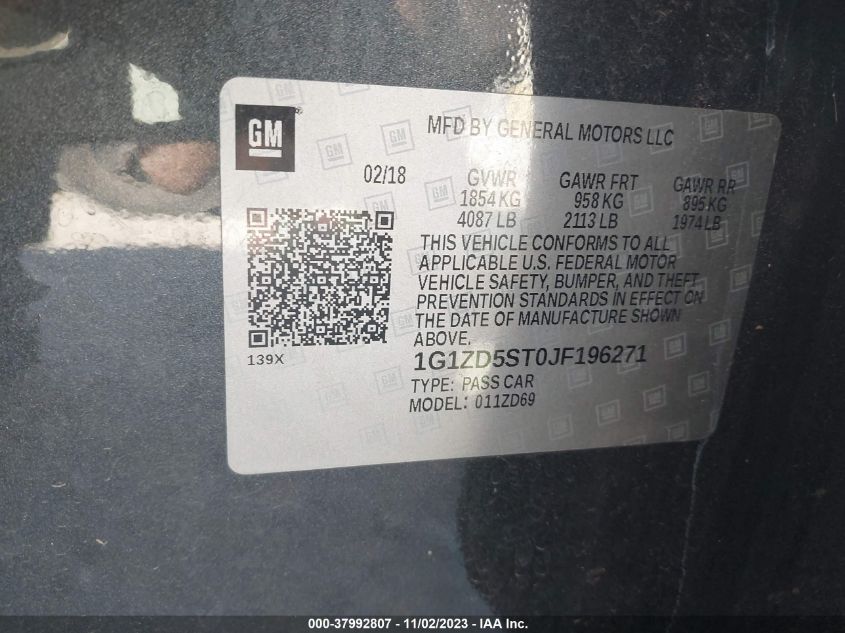 GM
®
MFD BY GENERAL MOTORS LLC
02/18
GVWR GAWR FRT GAWR RR
1854 KG 958 KG 895 KG
4087 LB 2113 LB 1974 LB
THIS VEHICLE CONFORMS TO ALL
APPLICABLE U.S. FEDERAL MOTOR
VEHICLE SAFETY, BUMPER, AND THEFT
PREVENTION STANDARDS IN EFFECT ON
THE DATE OF MANUFACTURE SHOWN
ABOVE.
139X
1G1ZD5ST0JF196271
TYPE: PASS CAR
MODEL: 011ZD69
000-37992807 - 11/02/2023 - IAA Inc.